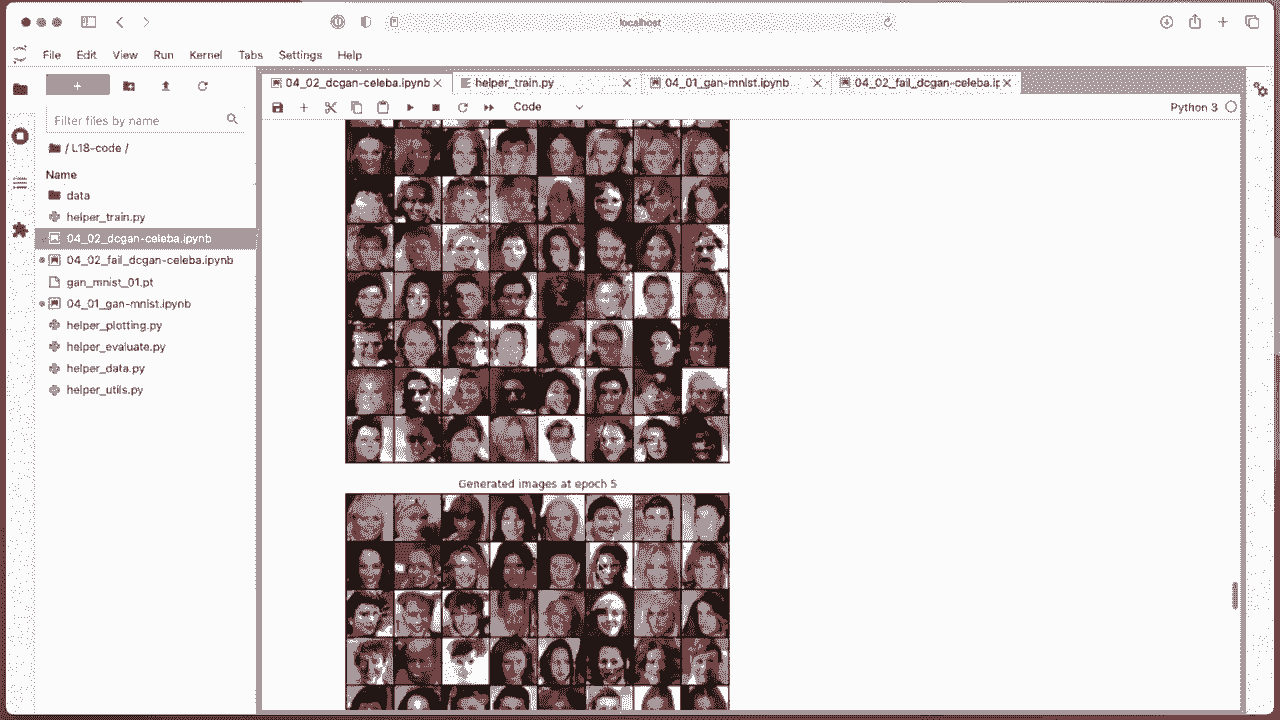 localhost
File Edit View Run Kernel Tabs Settings Help
04_02_dcgan-celeba.ipynb
helper_train.py
04_01_gan-mnist.ipynb
04_02_fail_dcgan-celeba.ip
Code
Python 3
Filter files by name
/ L18-code /
Name
data
helper_train.py
04_02_dcgan-celeba.ipynb
04_02_fail_dcgan-celeba.ipynb
gan_mnist_01.pt
04_01_gan-mnist.ipynb
helper_plotting.py
helper_evaluate.py
helper_data.py
helper_utils.py
Generated images at epoch 5